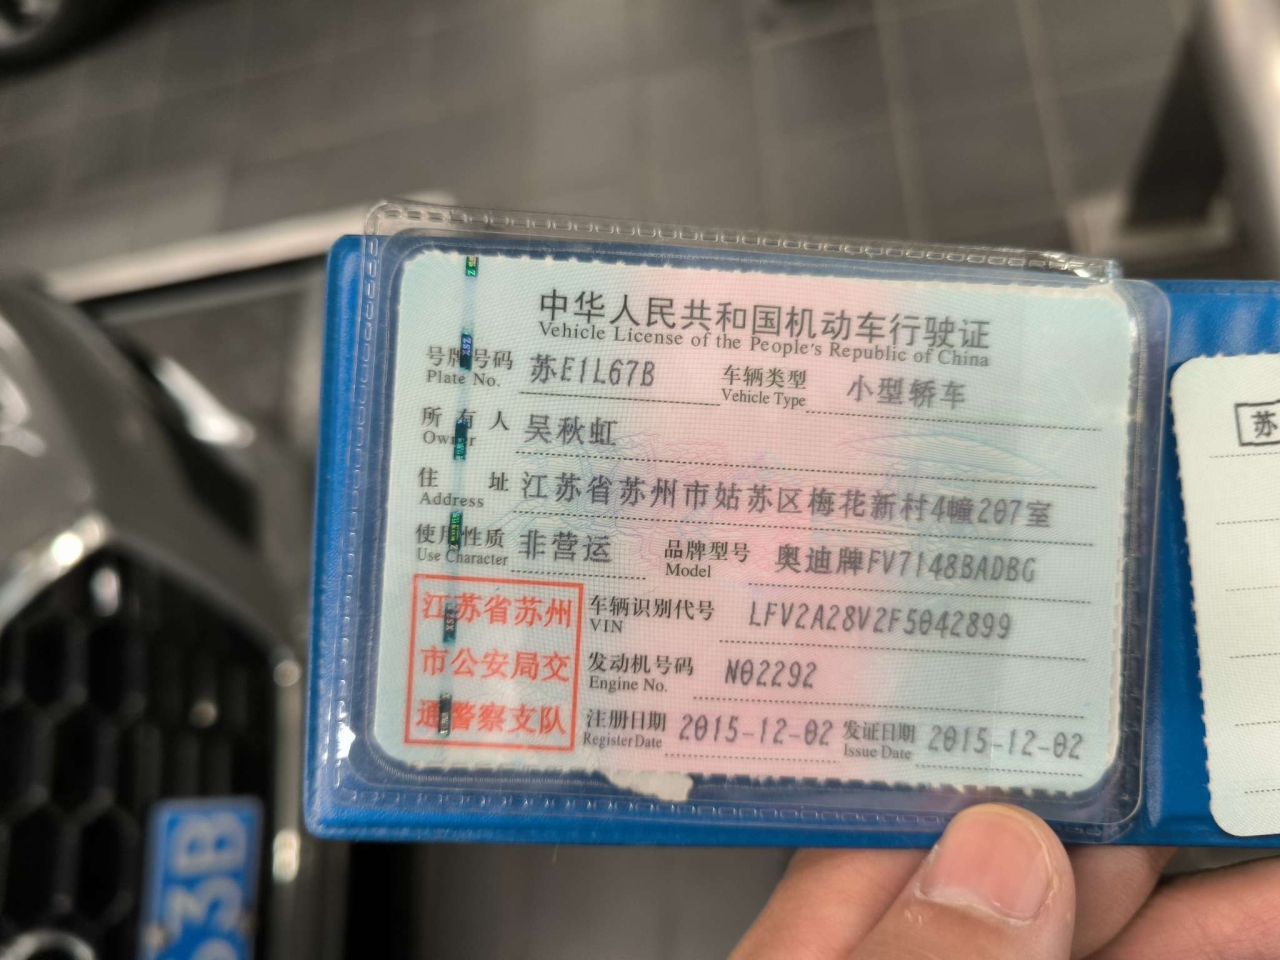 中华人民共和国机动车行驶证
Vehicle License of the People's Republic of China
号牌号码 苏E1L67B 车辆类型 小型轿车
Plate No. Vehicle Type
所有人 吴秋虹
Owner
住址 江苏省苏州市姑苏区梅花新村4幢207室
Address
使用性质 非营运 品牌型号 奥迪牌FV7148BADBG
Use Character Model
江苏省苏州
市公安局交
通警察支队
车辆识别代号 LFV2A28V2F5042899
VIN
发动机号码 N02292
Engine No.
注册日期 2015-12-02 发证日期 2015-12-02
Register Date Issue Date
苏
63B